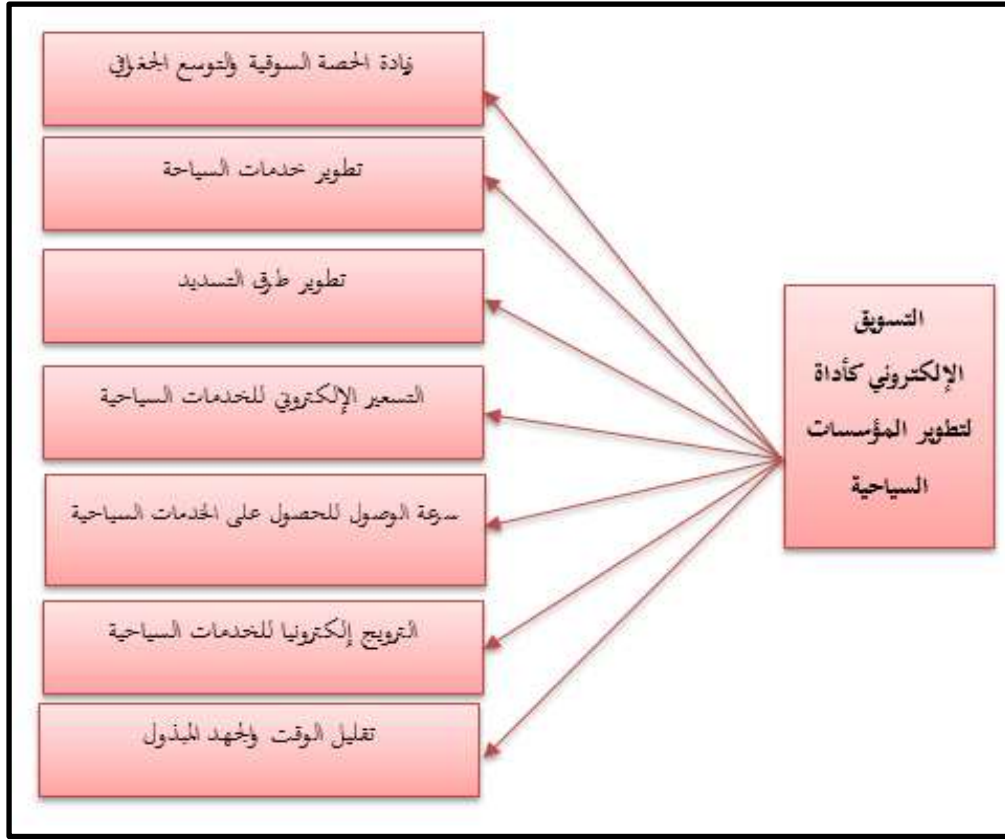 زيادة الحصة السوقية والتوسع الجغرافي
تطوير خدمات السياحة
تطوير طرق التسديد
التسعير الإلكتروني للخدمات السياحية
سرعة الوصول للحصول على الخدمات السياحية
الترويج إلكترونيا للخدمات السياحية
تقليل الوقت والجهد المبذول
التسويق
الإلكتروني كأداة
لتطوير المؤسسات
السياحية